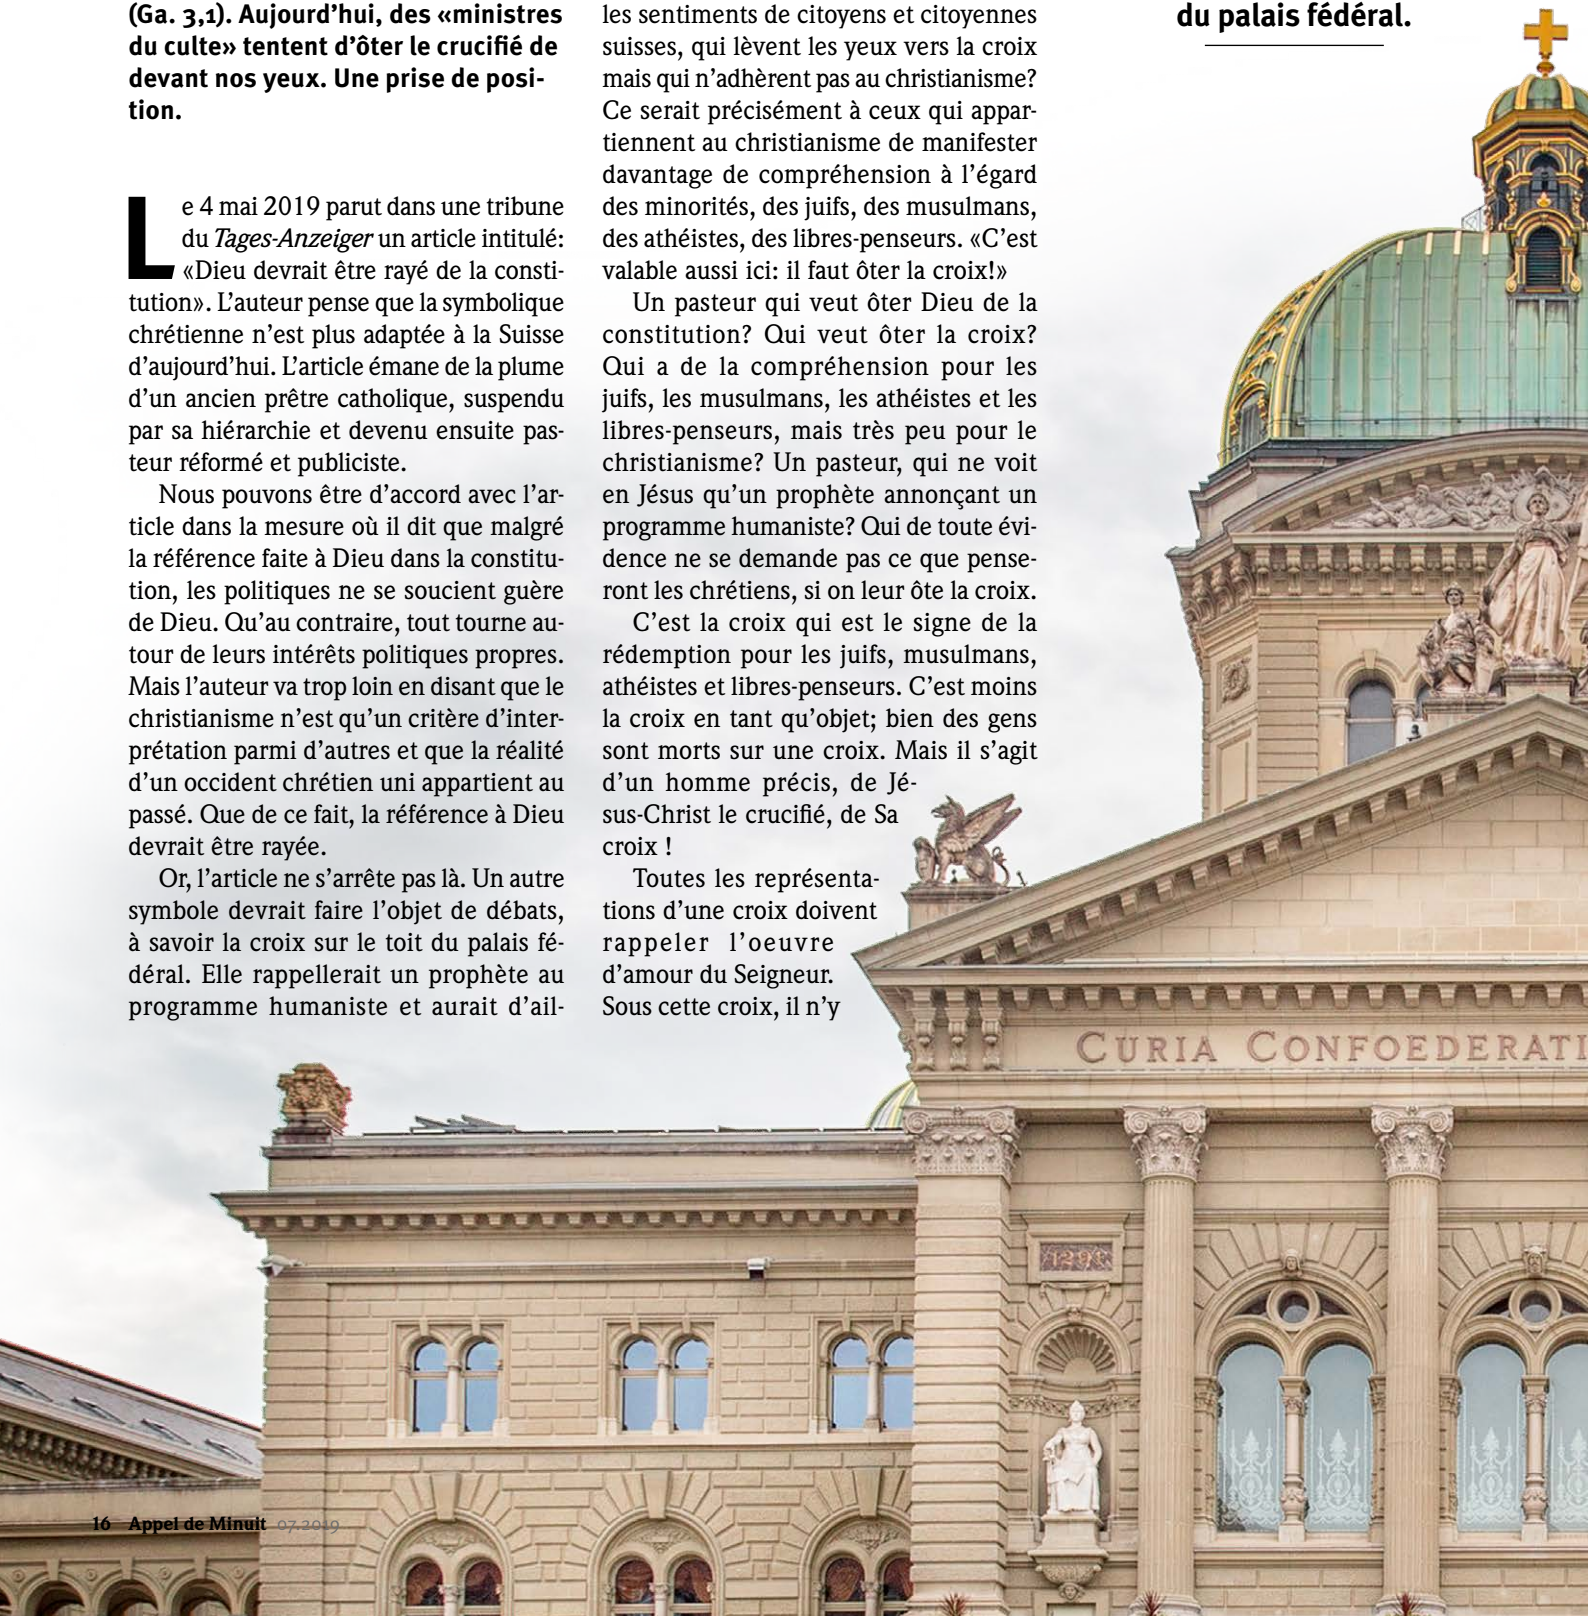 (Ga. 3,1). Aujourd’hui, des «ministres
du culte» tentent d’ôter le crucifié de
devant nos yeux. Une prise de posi-
tion.
Le 4 mai 2019 parut dans une tribune
du Tages-Anzeiger un article intitulé:
«Dieu devrait être rayé de la consti-
tution». L’auteur pense que la symbolique
chrétienne n’est plus adaptée à la Suisse
d’aujourd’hui. L’article émane de la plume
d’un ancien prêtre catholique, suspendu
par sa hiérarchie et devenu ensuite pas-
teur réformé et publiciste.
Nous pouvons être d’accord avec l’ar-
ticle dans la mesure où il dit que malgré
la référence faite à Dieu dans la constitu-
tion, les politiques ne se soucient guère
de Dieu. Qu’au contraire, tout tourne au-
tour de leurs intérêts politiques propres.
Mais l’auteur va trop loin en disant que le
christianisme n’est qu’un critère d’inter-
prétation parmi d’autres et que la réalité
d’un occident chrétien uni appartient au
passé. Que de ce fait, la référence à Dieu
devrait être rayée.
Or, l’article ne s’arrête pas là. Un autre
symbole devrait faire l’objet de débats,
à savoir la croix sur le toit du palais fé-
déral. Elle rappellerait un prophète au
programme humaniste et aurait d’ail-
les sentiments de citoyens et citoyennes
suisses, qui lèvent les yeux vers la croix
mais qui n’adhèrent pas au christianisme?
Ce serait précisément à ceux qui appar-
tiennent au christianisme de manifester
davantage de compréhension à l’égard
des minorités, des juifs, des musulmans,
des athéistes, des libres-penseurs. «C’est
valable aussi ici: il faut ôter la croix!»
Un pasteur qui veut ôter Dieu de la
constitution? Qui veut ôter la croix?
Qui a de la compréhension pour les
juifs, les musulmans, les athéistes et les
libres-penseurs, mais très peu pour le
christianisme? Un pasteur, qui ne voit
en Jésus qu’un prophète annonçant un
programme humaniste? Qui de toute évi-
dence ne se demande pas ce que pense-
ront les chrétiens, si on leur ôte la croix.
C’est la croix qui est le signe de la
rédemption pour les juifs, musulmans,
athéistes et libres-penseurs. C’est moins
la croix en tant qu’objet; bien des gens
sont morts sur une croix. Mais il s’agit
d’un homme précis, de Jé-
sus-Christ le crucifié, de Sa
croix !
Toutes les représenta-
tions d’une croix doivent
rappeler l’oeuvre
d’amour du Seigneur.
Sous cette croix, il n’y
du palais fédéral.
CURIA CONFOEDERATI
1291
16 Appel de Minuit 07.2019